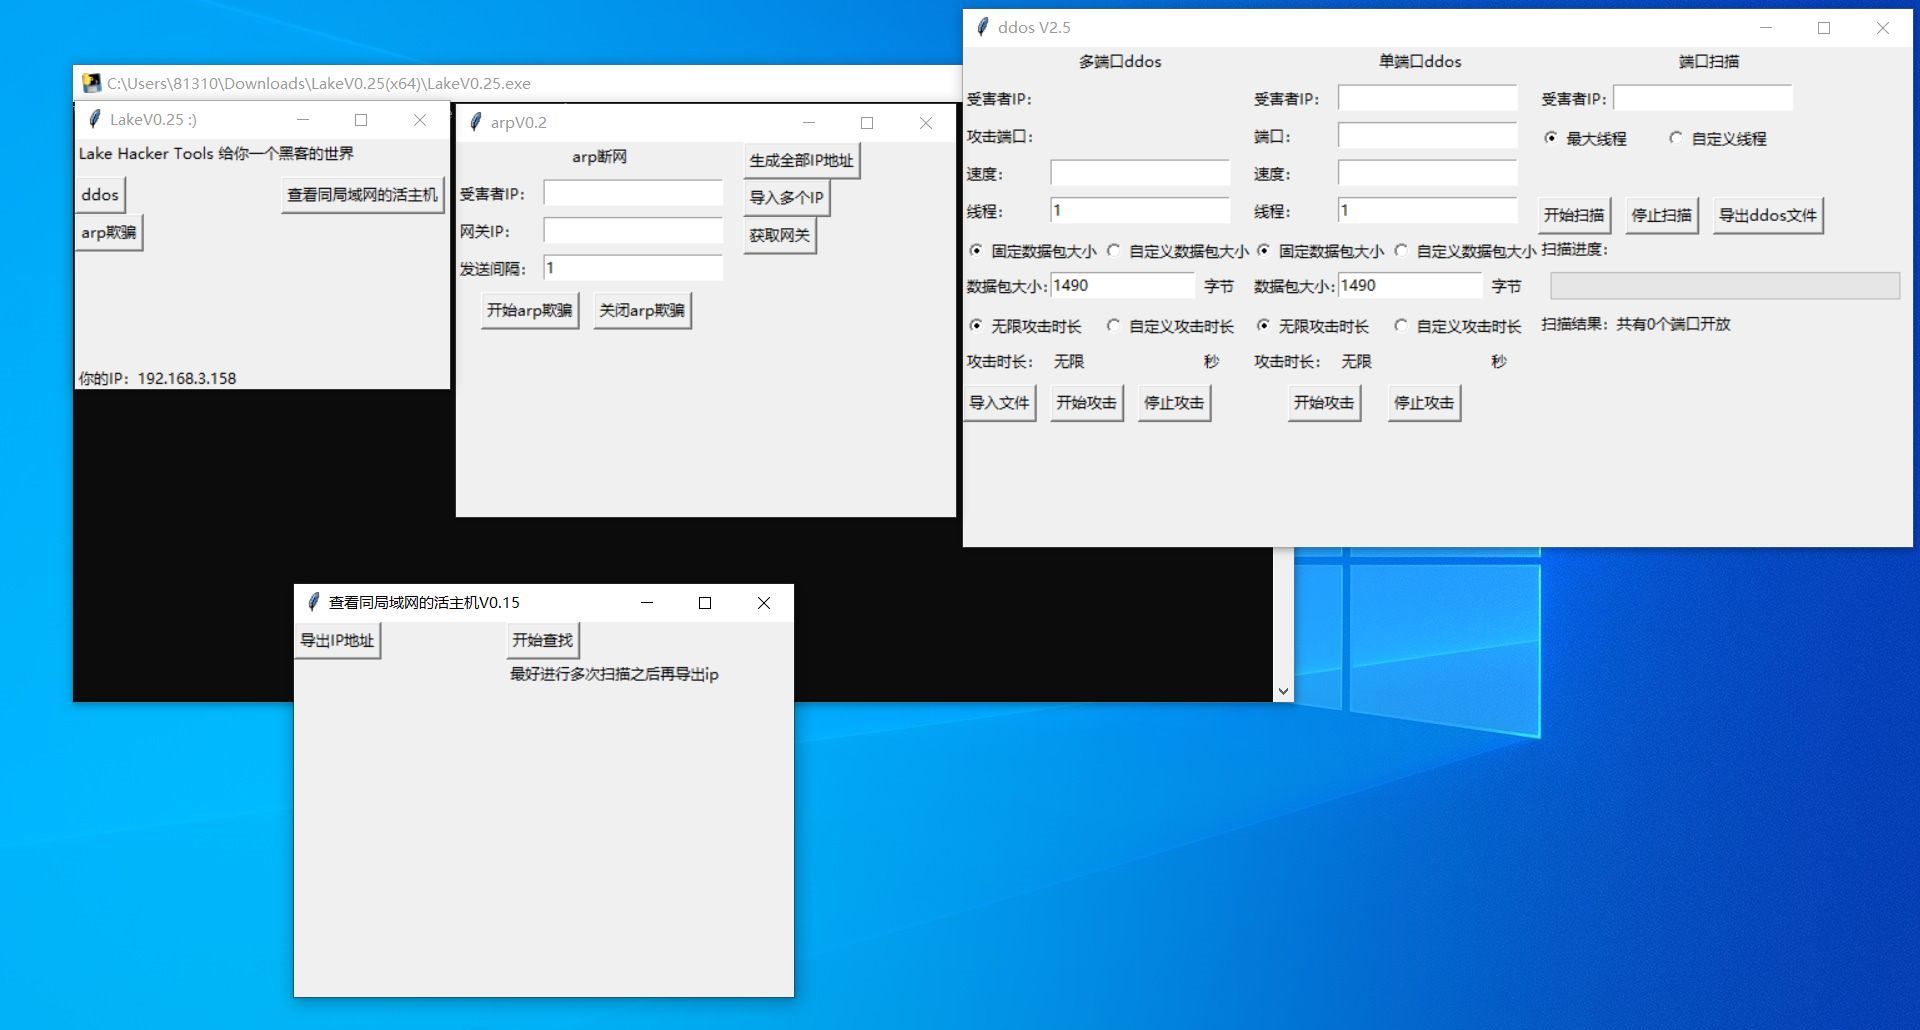 C:\Users\81310\Downloads\LakeV0.25(x64)\LakeV0.25.exe
LakeV0.25 :)
Lake Hacker Tools 给你一个黑客的世界
ddos
查看同局域网的活主机
arp欺骗
你的IP：192.168.3.158
arpV0.2
arp断网
生成全部IP地址
受害者IP：
导入多个IP
网关IP：
获取网关
发送间隔： 1
开始arp欺骗 关闭arp欺骗
ddos V2.5
多端口ddos
受害者IP：
攻击端口：
速度：
线程： 1
固定数据包大小 自定义数据包大小
数据包大小：1490 字节
无限攻击时长 自定义攻击时长
攻击时长： 无限 秒
导入文件 开始攻击 停止攻击
单端口ddos
受害者IP：
端口：
速度：
线程： 1
固定数据包大小 自定义数据包大小
数据包大小：1490 字节
无限攻击时长 自定义攻击时长
攻击时长： 无限 秒
开始攻击 停止攻击
端口扫描
受害者IP：
最大线程 自定义线程
开始扫描 停止扫描 导出ddos文件
扫描进度：
扫描结果：共有0个端口开放
查看同局域网的活主机V0.15
导出IP地址 开始查找
最好进行多次扫描之后再导出ip